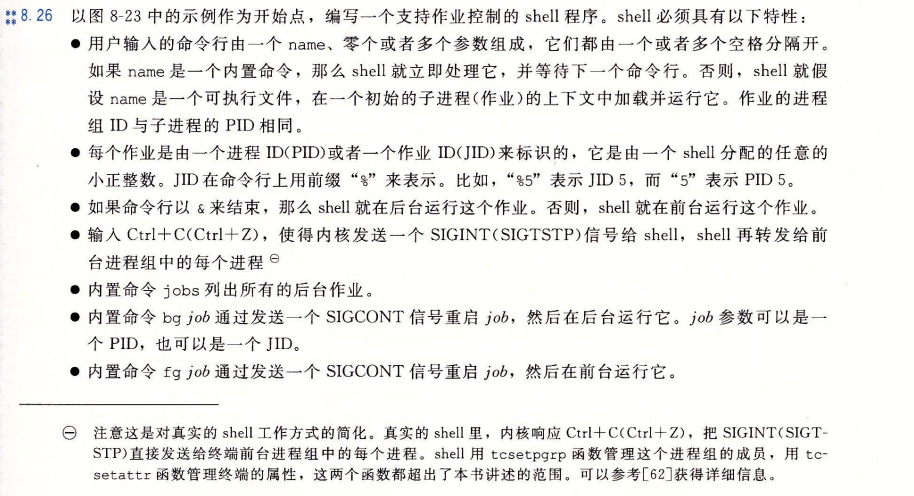 ⁑ 8.26 以图 8-23 中的示例作为开始点，编写一个支持作业控制的 shell 程序。shell 必须具有以下特性：
● 用户输入的命令行由一个 name、零个或者多个参数组成，它们都由一个或者多个空格分隔开。
如果 name 是一个内置命令，那么 shell 就立即处理它，并等待下一个命令行。否则，shell 就假
设 name 是一个可执行文件，在一个初始的子进程(作业)的上下文中加载并运行它。作业的进程
组 ID 与子进程的 PID 相同。
● 每个作业是由一个进程 ID(PID)或者一个作业 ID(JID)来标识的，它是由一个 shell 分配的任意的
小正整数。JID 在命令行上用前缀“%”来表示。比如，“%5”表示 JID 5，而“5”表示 PID 5。
● 如果命令行以 & 来结束，那么 shell 就在后台运行这个作业。否则，shell 就在前台运行这个作业。
● 输入 Ctrl＋C(Ctrl＋Z)，使得内核发送一个 SIGINT(SIGTSTP)信号给 shell，shell 再转发给前
台进程组中的每个进程㊀
● 内置命令 jobs 列出所有的后台作业。
● 内置命令 bg job 通过发送一个 SIGCONT 信号重启 job，然后在后台运行它。job 参数可以是一
个 PID，也可以是一个 JID。
● 内置命令 fg job 通过发送一个 SIGCONT 信号重启 job，然后在前台运行它。
㊀ 注意这是对真实的 shell 工作方式的简化。真实的 shell 里，内核响应 Ctrl＋C(Ctrl＋Z)，把 SIGINT(SIGT-
STP)直接发送给终端前台进程组中的每个进程。shell 用 tcsetpgrp 函数管理这个进程组的成员，用 tc-
setattr 函数管理终端的属性，这两个函数都超出了本书讲述的范围。可以参考[62]获得详细信息。